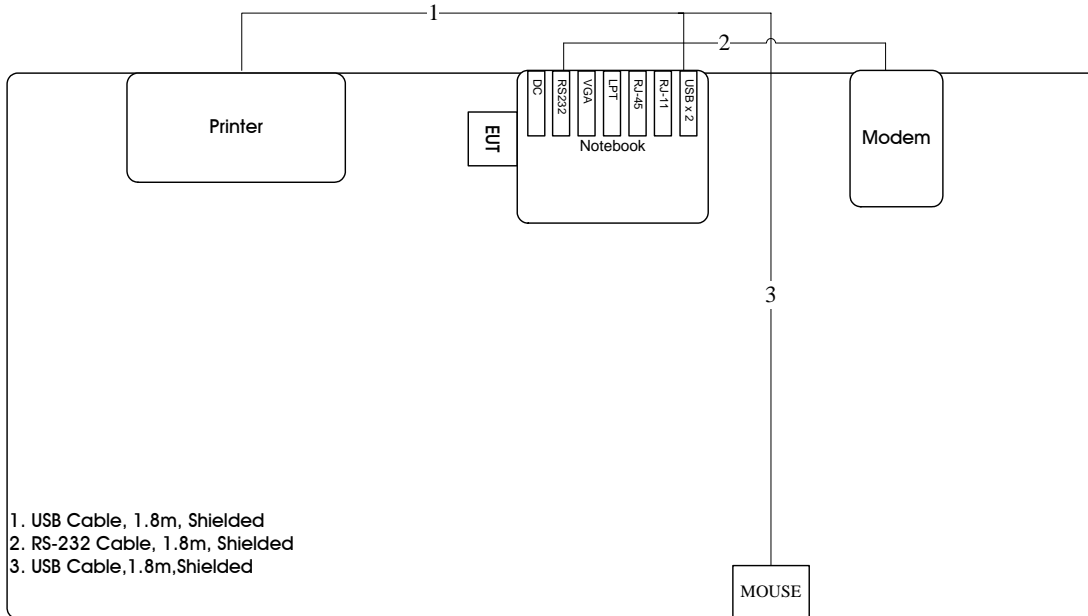 1
2
DC
RS232
VGA
LPT
RJ-45
RJ-11
USB x 2
Printer
EUT
Notebook
Modem
3
1. USB Cable, 1.8m, Shielded
2. RS-232 Cable, 1.8m, Shielded
3. USB Cable,1.8m,Shielded
MOUSE